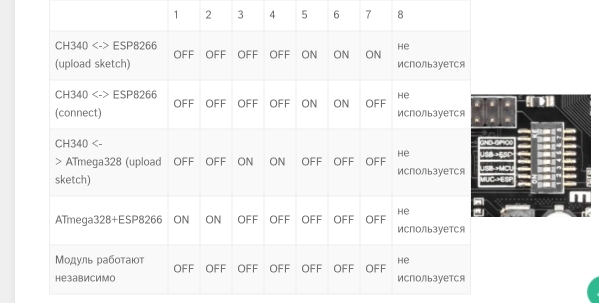 1 2 3 4 5 6 7 8
CH340 <-> ESP8266
(upload sketch)
OFF OFF OFF OFF ON ON ON
не
используется
CH340 <-> ESP8266
(connect)
OFF OFF OFF OFF ON ON OFF
не
используется
CH340 <-
> ATmega328 (upload
sketch)
OFF OFF ON ON OFF OFF OFF
не
используется
ATmega328+ESP8266
ON ON OFF OFF OFF OFF OFF
не
используется
Модуль работают
независимо
OFF OFF OFF OFF OFF OFF OFF
не
используется
USB->ESP
USB->MCU
MUC->ESP